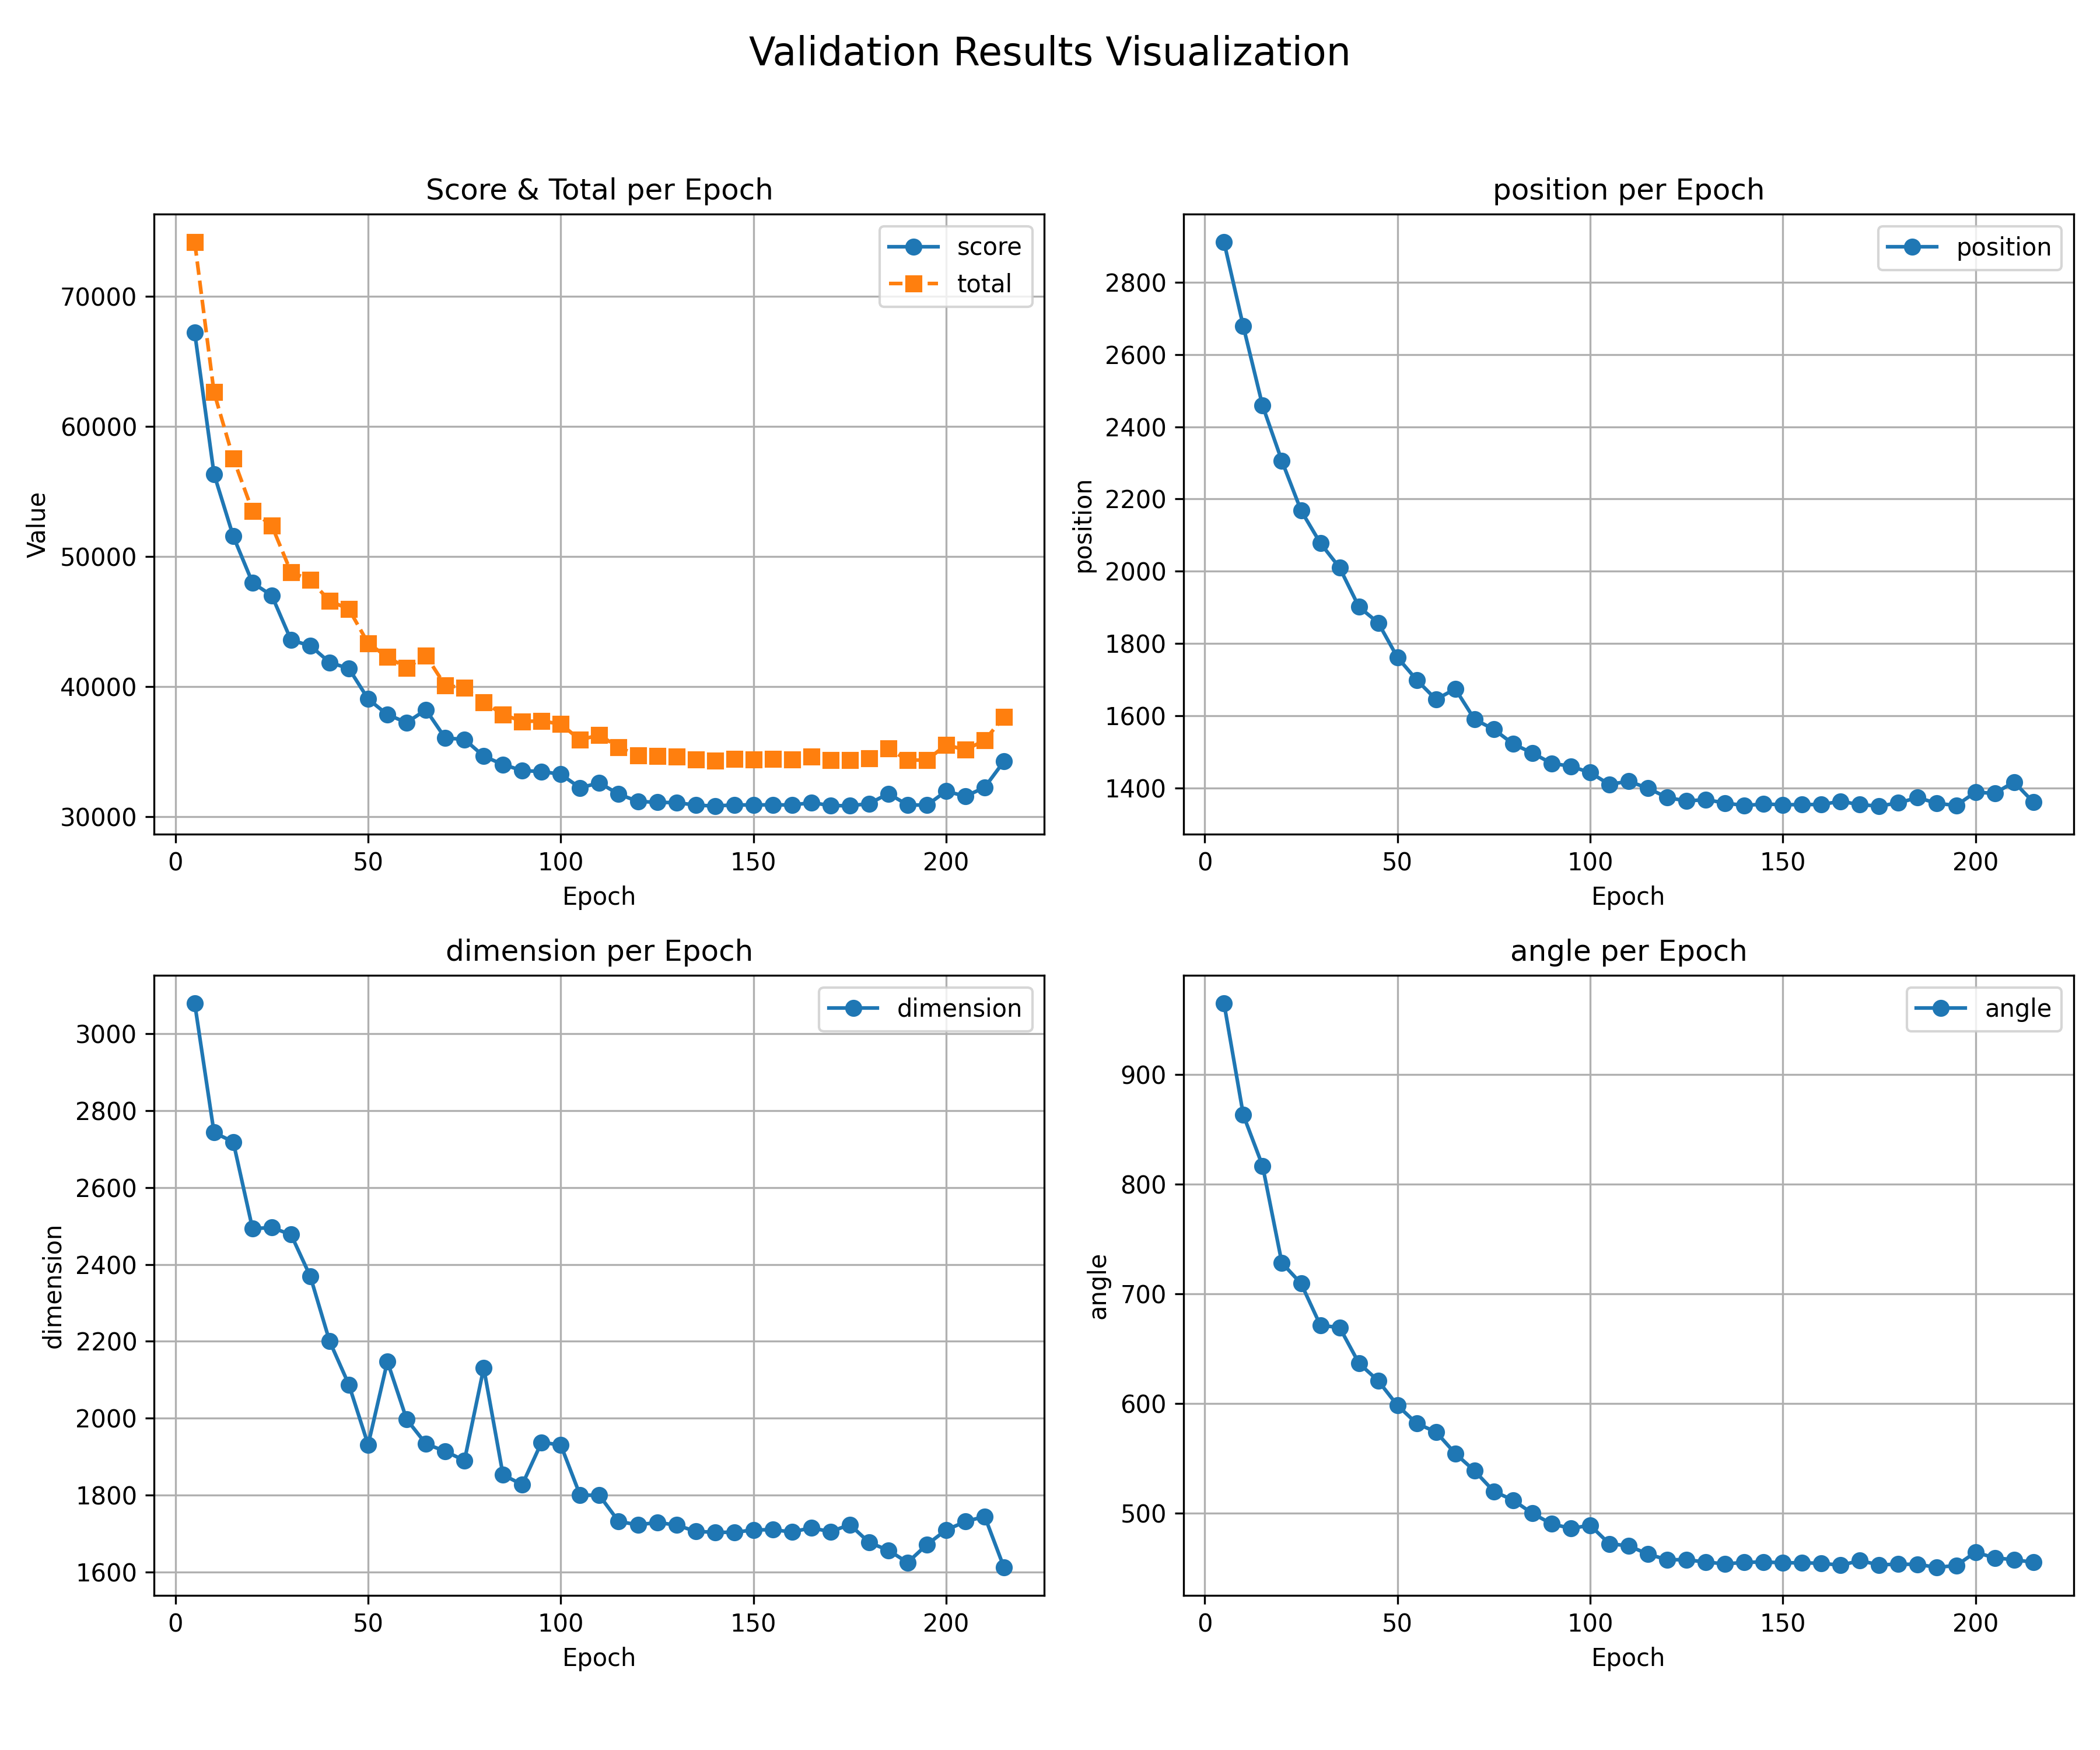 Validation Results Visualization
Score & Total per Epoch
score
total
70000
60000
50000
40000
30000
Value
0 50 100 150 200
Epoch
position per Epoch
position
2800
2600
2400
2200
2000
1800
1600
1400
position
0 50 100 150 200
Epoch
dimension per Epoch
dimension
3000
2800
2600
2400
2200
2000
1800
1600
dimension
0 50 100 150 200
Epoch
angle per Epoch
angle
900
800
700
600
500
angle
0 50 100 150 200
Epoch